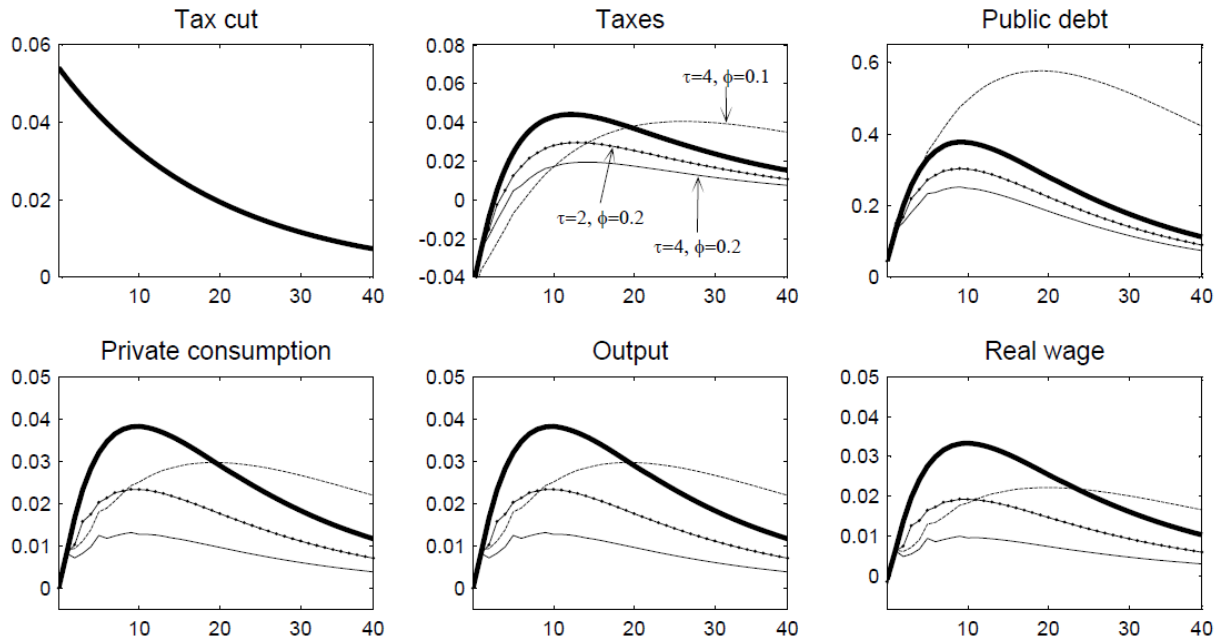 Tax cut
0.06
0.04
0.02
0
10 20 30 40
Taxes
0.08
0.06
0.04
0.02
0
-0.02
-0.04
τ=4, ϕ=0.1
τ=2, ϕ=0.2
τ=4, ϕ=0.2
10 20 30 40
Public debt
0.6
0.4
0.2
0
10 20 30 40
Private consumption
0.05
0.04
0.03
0.02
0.01
0
10 20 30 40
Output
0.05
0.04
0.03
0.02
0.01
0
10 20 30 40
Real wage
0.05
0.04
0.03
0.02
0.01
0
10 20 30 40